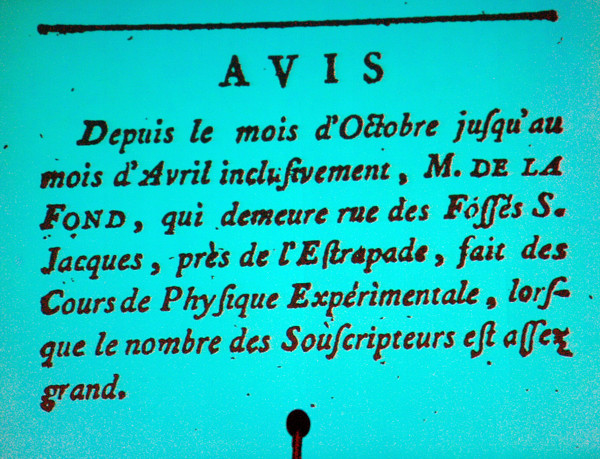 AVIS
Depuis le mois d'Octobre juſqu'au
mois d'Avril incluſivement, M. DE LA
FOND, qui demeure rue des Foſſés S.
Jacques, près de l'Eſtrapade, fait des
Cours de Phyſique Expérimentale, lorſ-
que le nombre des Souſcripteurs eſt aſſez
grand.